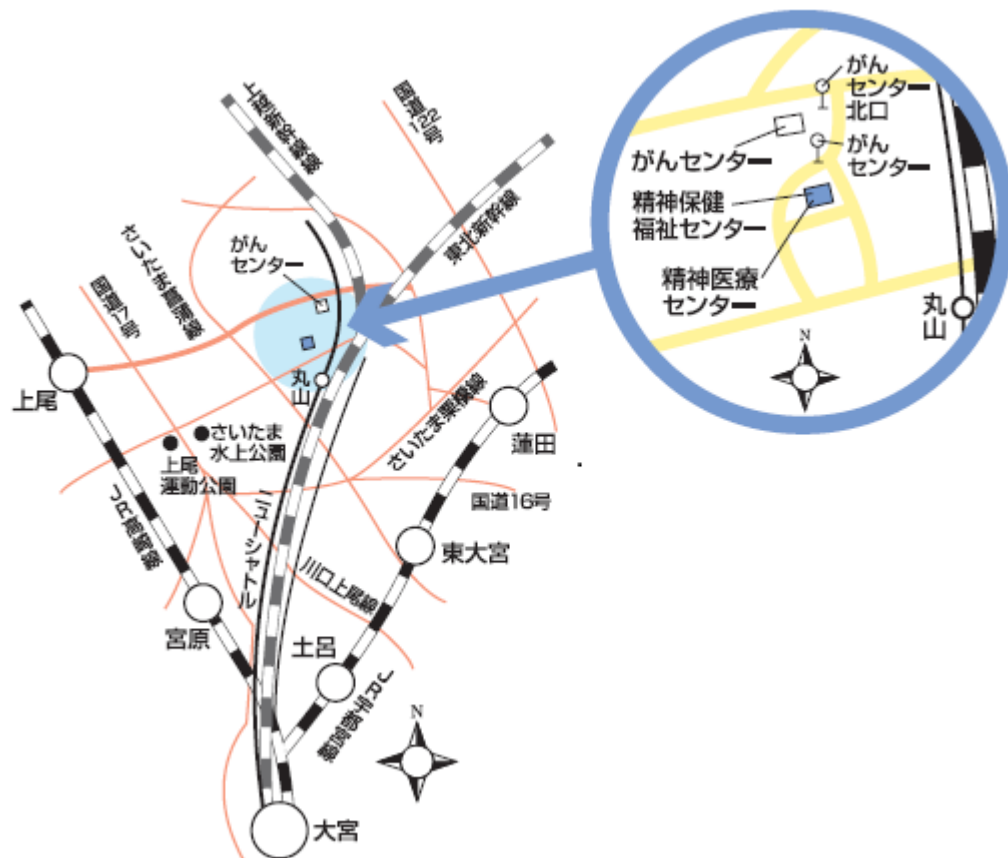 上越新幹線
国道
122号
東北新幹線
さいたま菖蒲線
国道17号
がん
センター
上尾
丸山
さいたま
水上公園
上尾
運動公園
さいたま栗橋線
蓮田
国道16号
JR高崎線
ニューシャトル
東大宮
川口上尾線
宮原
土呂
JR宇都宮線
N
大宮
がん
センター
北口
がんセンター
がん
センター
精神保健
福祉センター
精神医療
センター
丸山
N